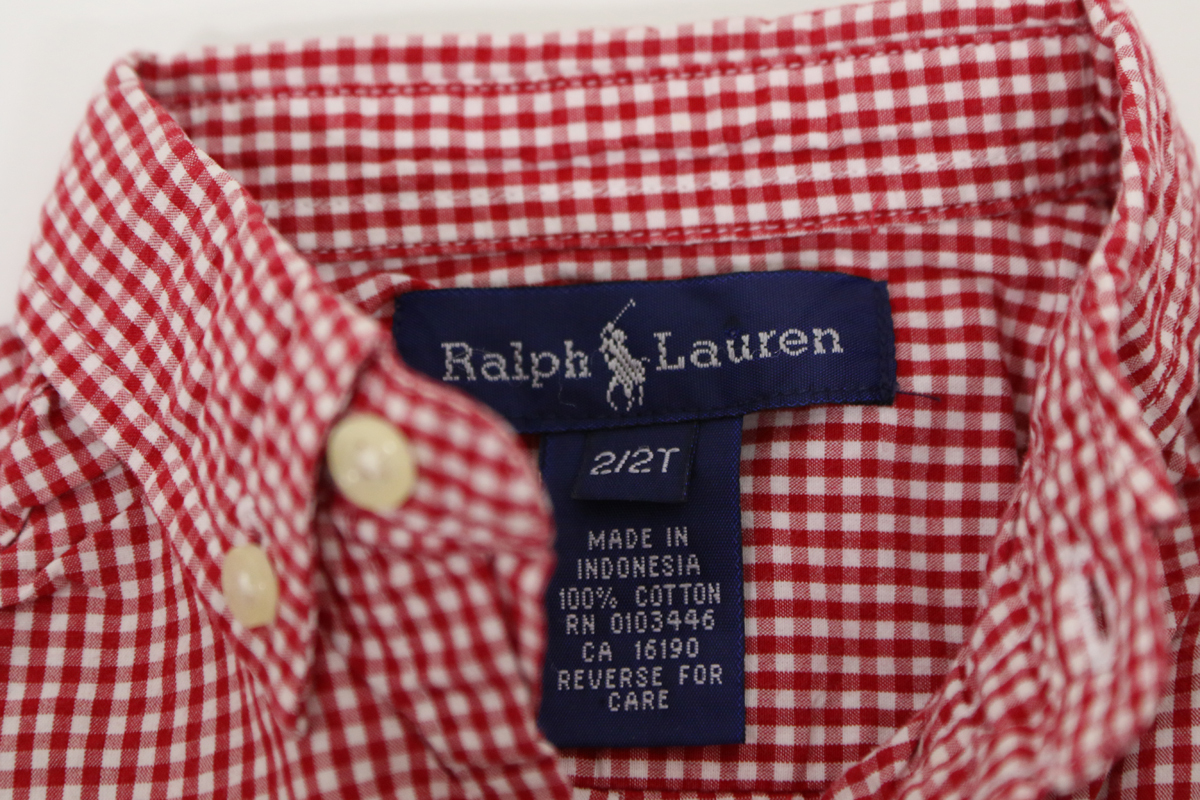 Ralph Lauren
2/2T
MADE IN
INDONESIA
100% COTTON
RN 0103446
CA 16190
REVERSE FOR
CARE